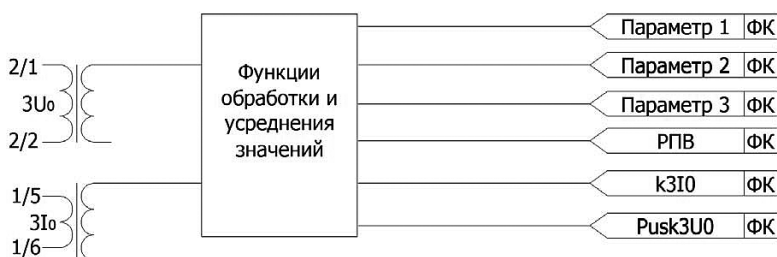 2/1
3U₀
2/2
1/5
3I₀
1/6
Функции
обработки и
усреднения
значений
Параметр 1 ФК
Параметр 2 ФК
Параметр 3 ФК
РПВ ФК
k3I0 ФК
Pusk3U0 ФК